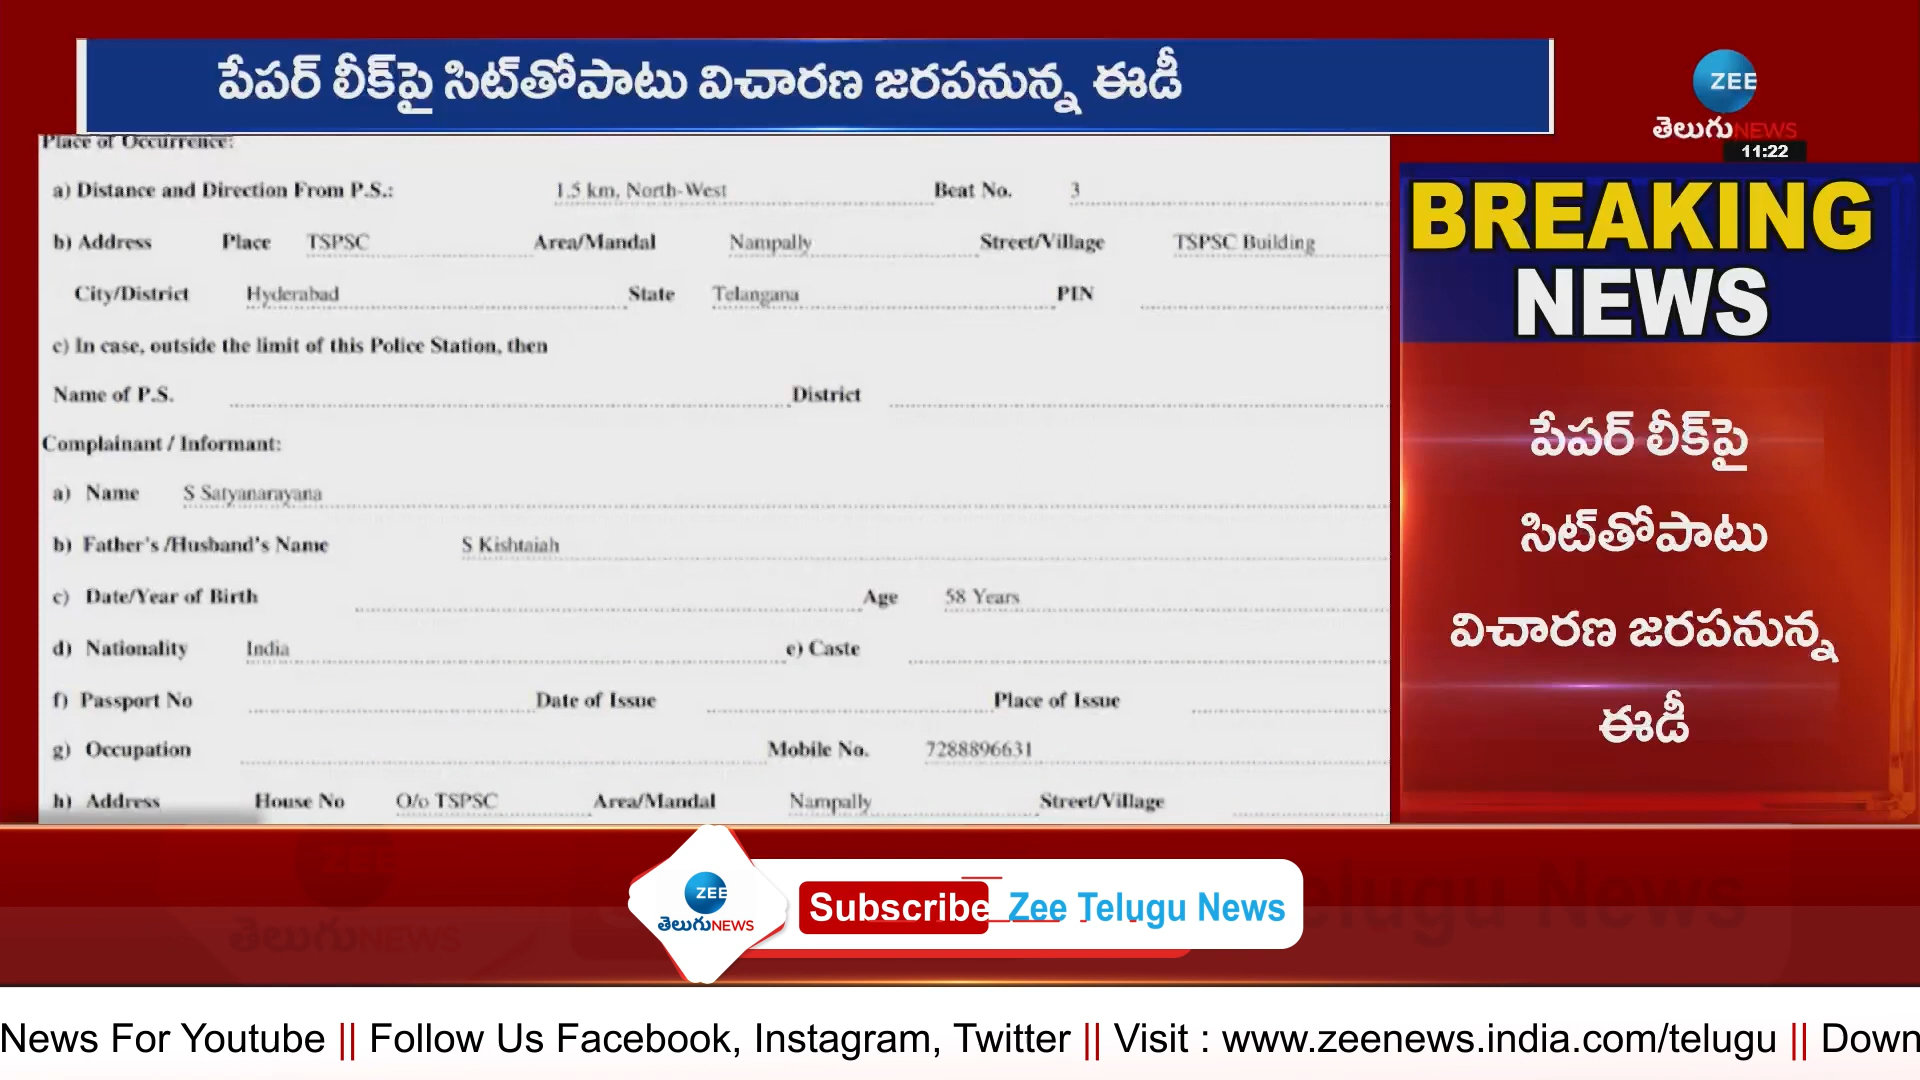 పేపర్ లీక్‌పై సిట్‌తోపాటు విచారణ జరపనున్న ఈడీ
ZEE
తెలుగు NEWS
11:22
Place of Occurrence:
a) Distance and Direction From P.S.: 1.5 km, North-West Beat No. 3
b) Address Place TSPSC Area/Mandal Nampally Street/Village TSPSC Building
City/District Hyderabad State Telangana PIN
c) In case, outside the limit of this Police Station, then
Name of P.S. District
Complainant / Informant:
a) Name S Satyanarayana
b) Father's /Husband's Name S Kishtaiah
c) Date/Year of Birth Age 58 Years
d) Nationality India e) Caste
f) Passport No Date of Issue Place of Issue
g) Occupation Mobile No. 7288896631
h) Address House No O/o TSPSC Area/Mandal Nampally Street/Village
BREAKING
NEWS
పేపర్ లీక్‌పై
సిట్‌తోపాటు
విచారణ జరపనున్న
ఈడీ
ZEE
తెలుగు NEWS
Subscribe Zee Telugu News
News For Youtube || Follow Us Facebook, Instagram, Twitter || Visit : www.zeenews.india.com/telugu || Down